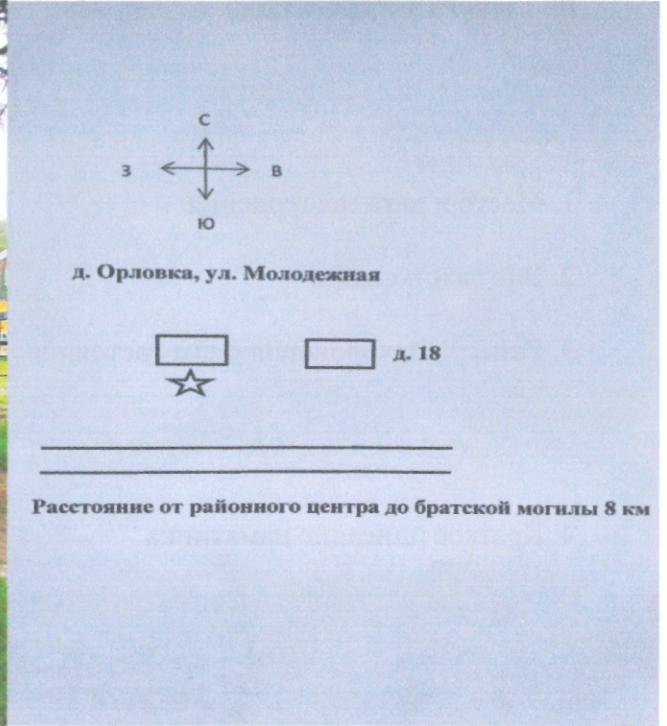 С
З В
Ю
д. Орловка, ул. Молодежная
д. 18
Расстояние от районного центра до братской могилы 8 км